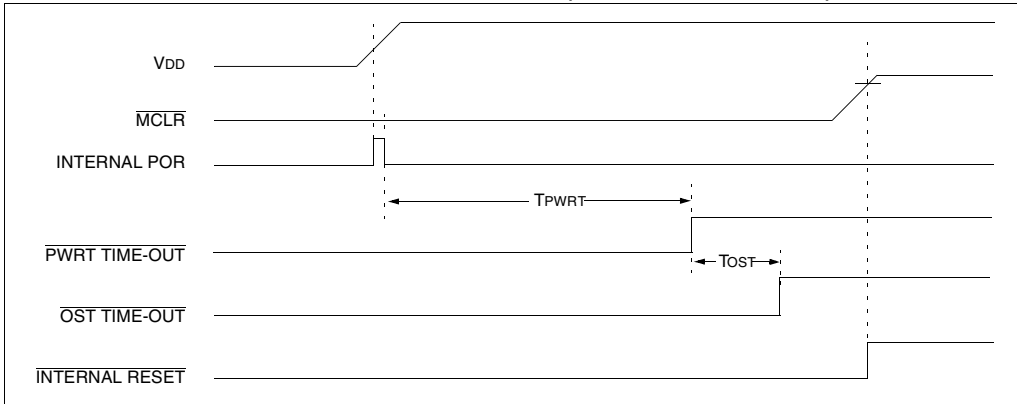 VDD
MCLR
INTERNAL POR
TPWRT
PWRT TIME-OUT
TOST
OST TIME-OUT
INTERNAL RESET